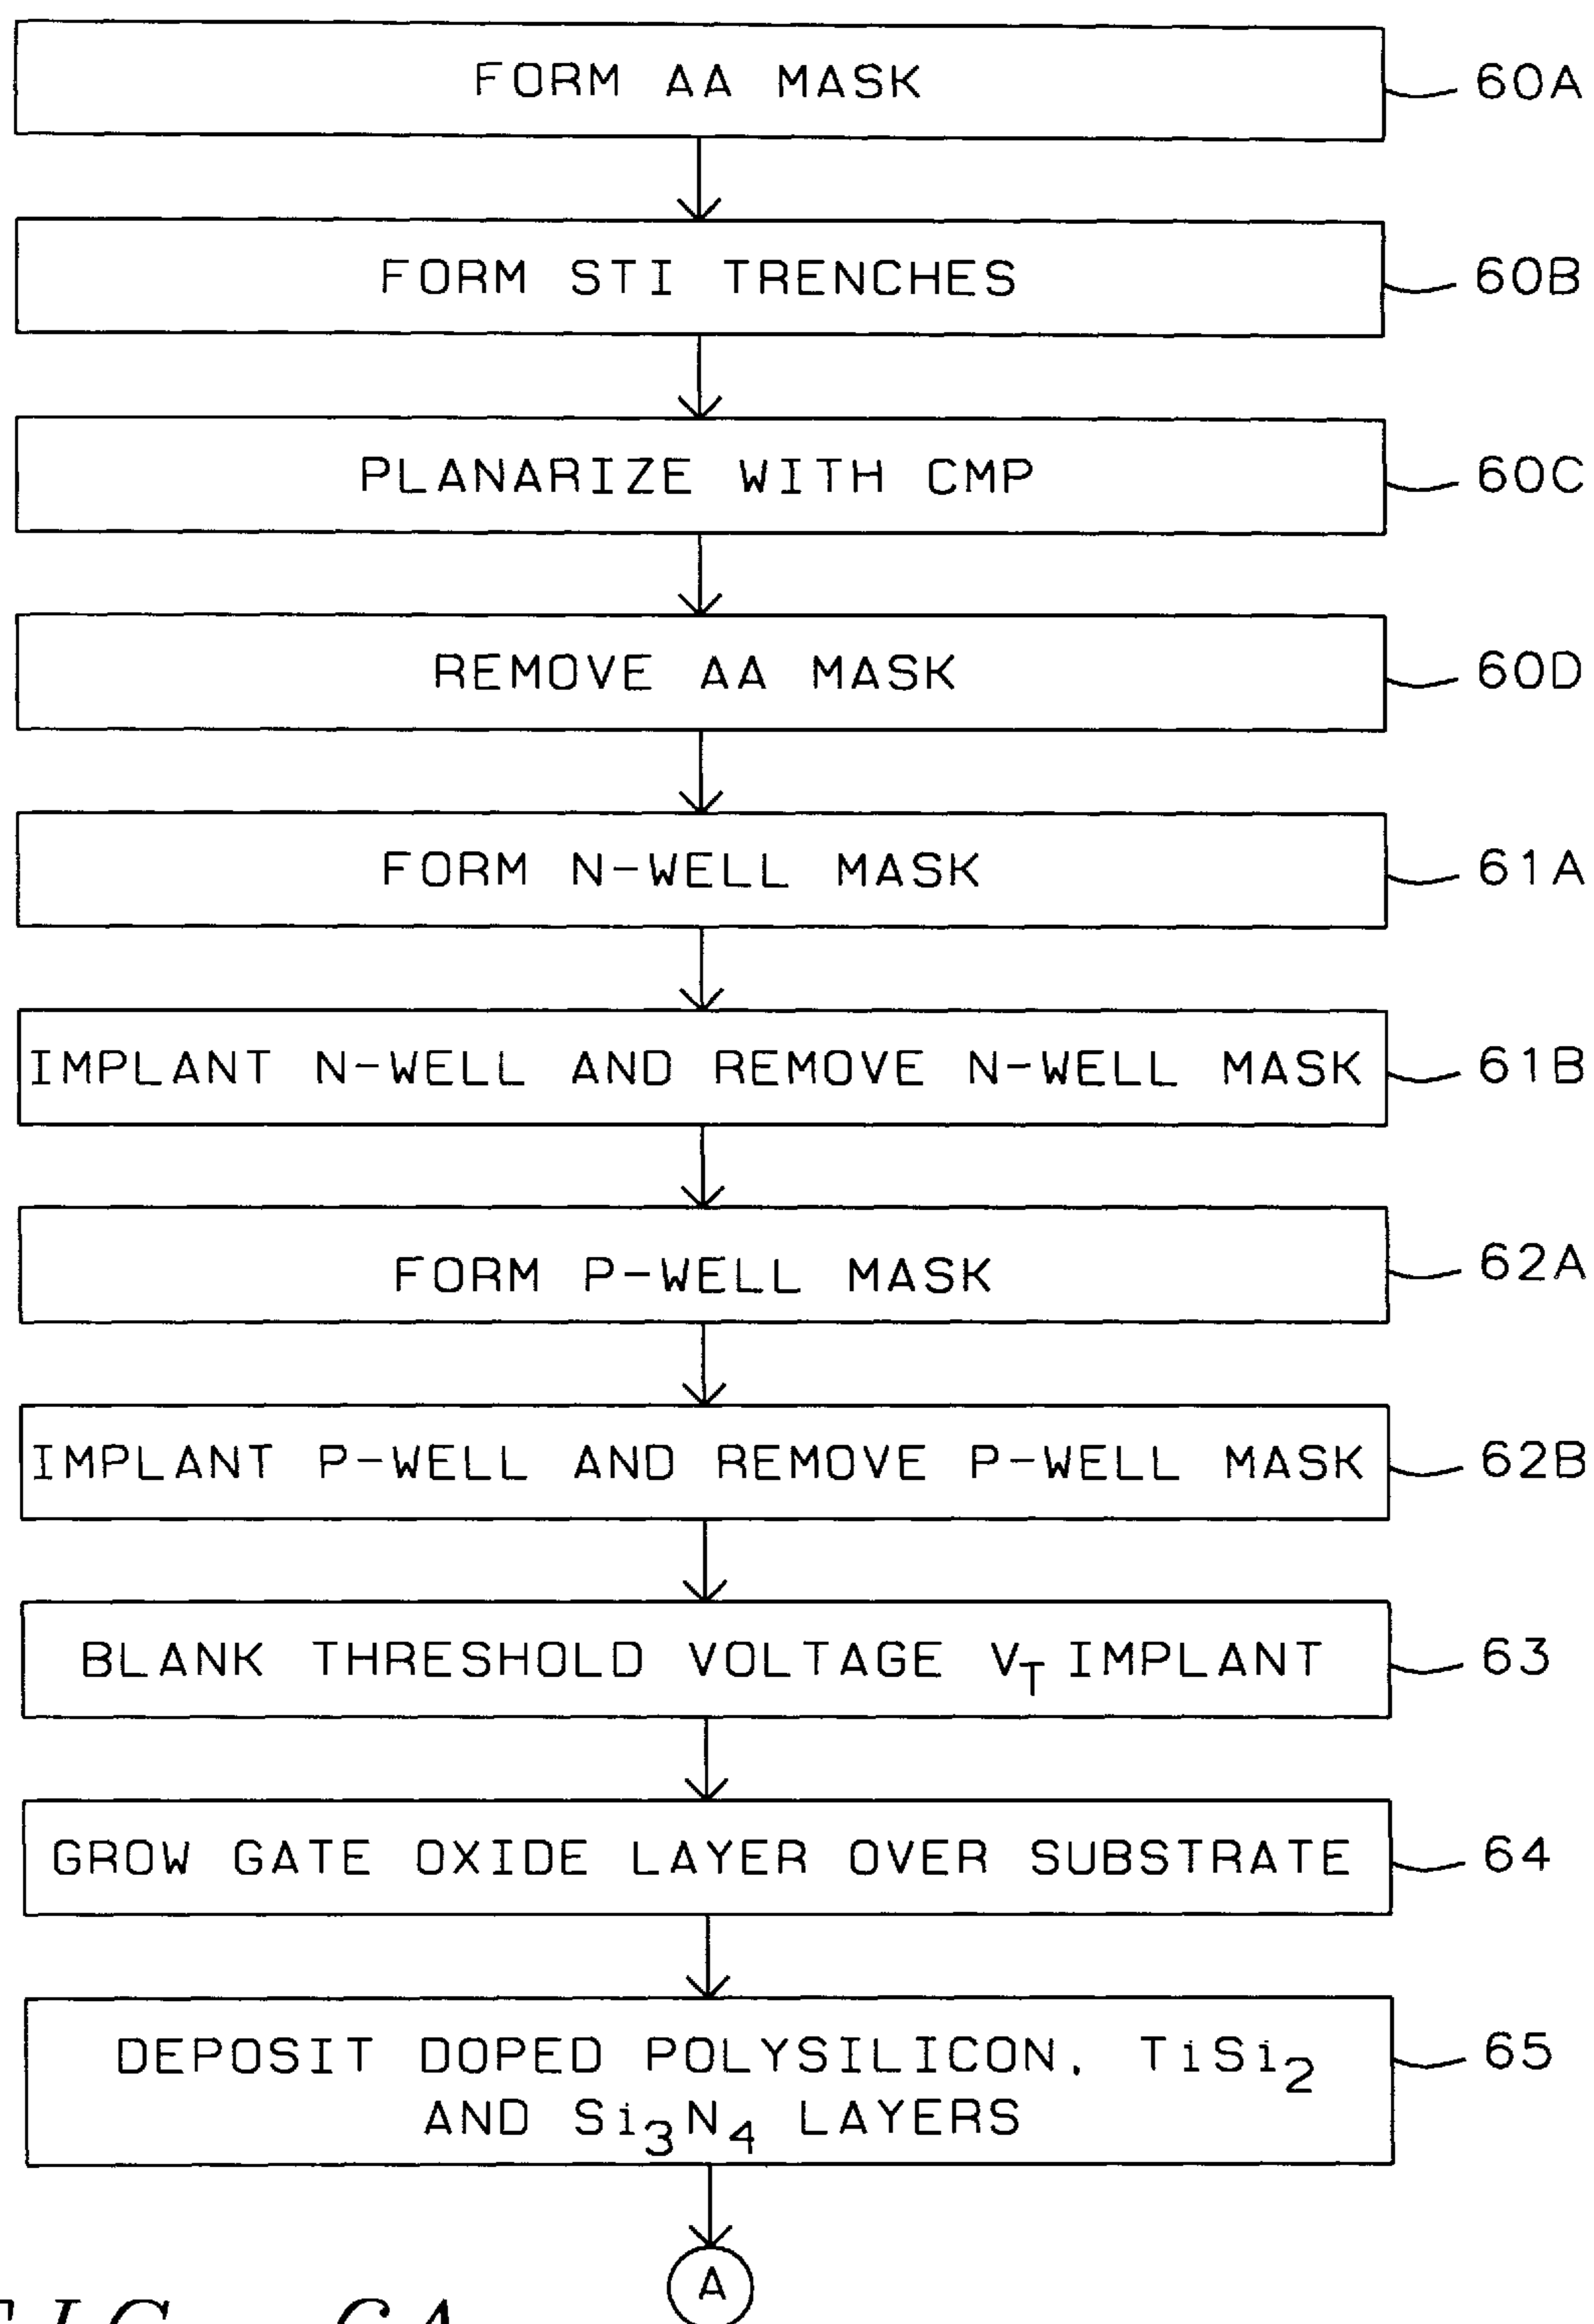 FORM AA MASK 60A
FORM STI TRENCHES 60B
PLANARIZE WITH CMP 60C
REMOVE AA MASK 60D
FORM N-WELL MASK 61A
IMPLANT N-WELL AND REMOVE N-WELL MASK 61B
FORM P-WELL MASK 62A
IMPLANT P-WELL AND REMOVE P-WELL MASK 62B
BLANK THRESHOLD VOLTAGE V_T IMPLANT 63
GROW GATE OXIDE LAYER OVER SUBSTRATE 64
DEPOSIT DOPED POLYSILICON, TiSi₂ 65
AND Si₃N₄ LAYERS
A
FIG. 6A